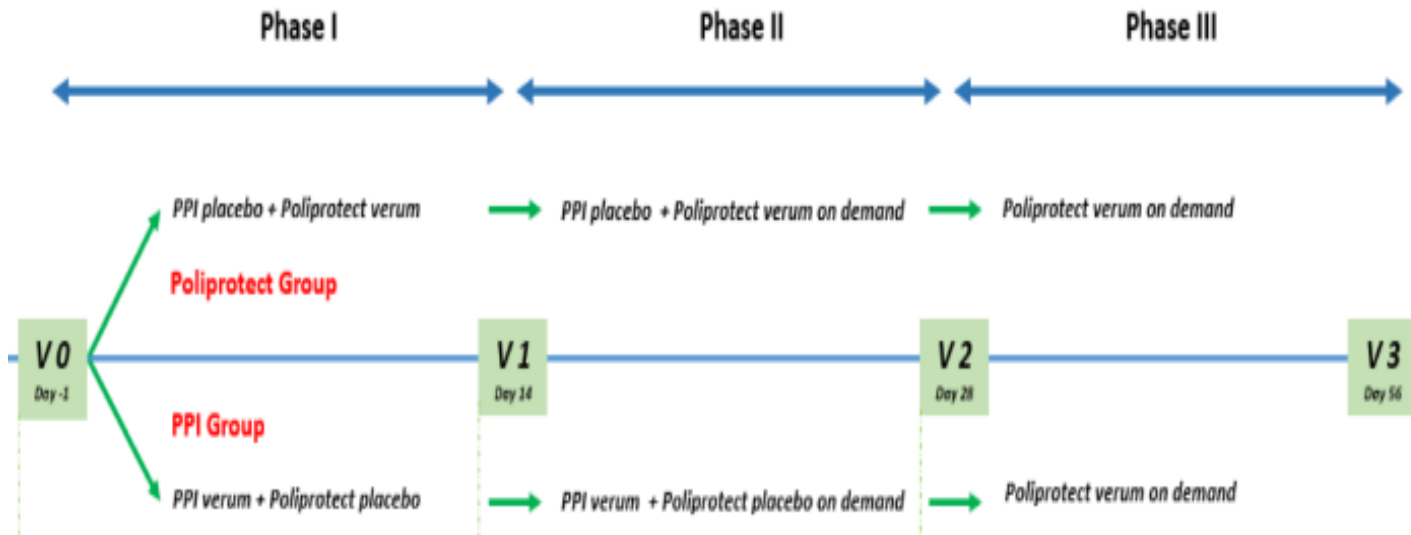 Phase I
Phase II
Phase III
PPI placebo + Poliprotect verum
PPI placebo + Poliprotect verum on demand
Poliprotect verum on demand
Poliprotect Group
V 0
Day -1
V 1
Day 14
V 2
Day 28
V 3
Day 56
PPI Group
PPI verum + Poliprotect placebo
PPI verum + Poliprotect placebo on demand
Poliprotect verum on demand